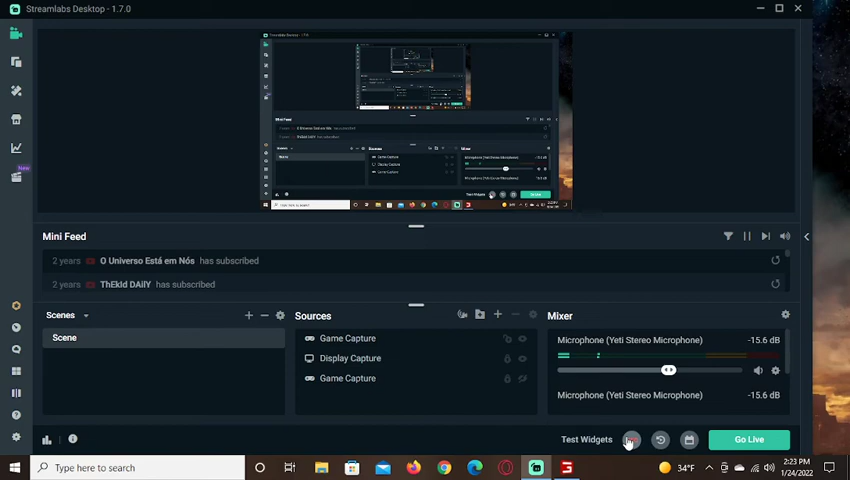 Streamlabs Desktop - 1.7.0
New
Mini Feed
2 years O Universo Está em Nós has subscribed
2 years ThEkId DAilY has subscribed
Scenes
Scene
Sources
Game Capture
Display Capture
Game Capture
Mixer
Microphone (Yeti Stereo Microphone) -15.6 dB
Microphone (Yeti Stereo Microphone) -15.6 dB
Test Widgets
Go Live
Type here to search
34°F
2:23 PM
1/24/2022